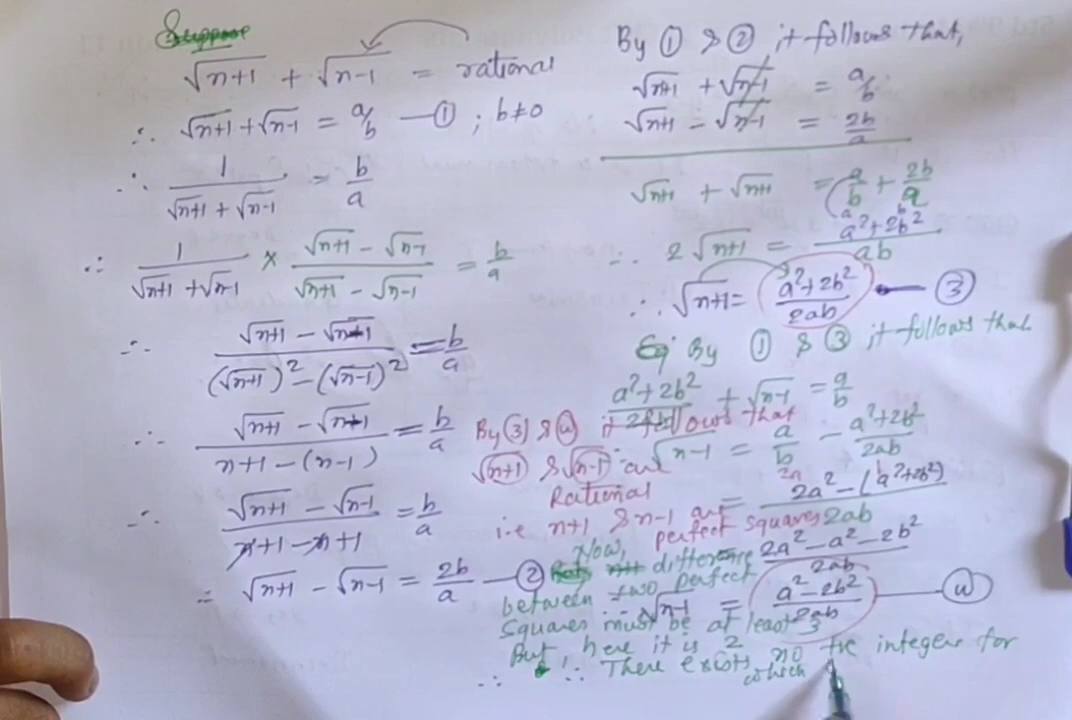 Suppose
√n+1 + √n-1 = rational
∴ √n+1 + √n-1 = a/b — ① ; b≠0
∴ 1/(√n+1 + √n-1) = b/a
∴ 1/(√n+1 + √n-1) × (√n+1 - √n-1)/(√n+1 - √n-1) = b/a
∴ (√n+1 - √n-1)/((√n+1)² - (√n-1)²) = b/a
∴ (√n+1 - √n-1)/(n+1-(n-1)) = b/a
∴ (√n+1 - √n-1)/(n+1-n+1) = b/a
= √n+1 - √n-1 = 2b/a — ②
By ① & ② it follows that,
√n+1 + √n-1 = a/b
√n+1 - √n-1 = 2b/a
√n+1 + √n+1 = a/b + 2b/a
∴ 2√n+1 = (a²+2b²)/ab
∴ √n+1 = (a²+2b²)/2ab — ③
By ① & ③ it follows that
(a²+2b²)/2ab + √n-1 = a/b
∴ √n-1 = a/b - (a²+2b²)/2ab
= (2a²-(a²+2b²))/2ab
= (2a²-a²-2b²)/2ab
∴ √n-1 = (a²-2b²)/2ab — ④
By ③ & ④ it follows that
√n+1 & √n-1 are
Rational
i.e n+1 & n-1 are
perfect squares
Now, difference
between two perfect
squares must be at least 3
But here it is 2
∴ There exists no +ve integer for
which